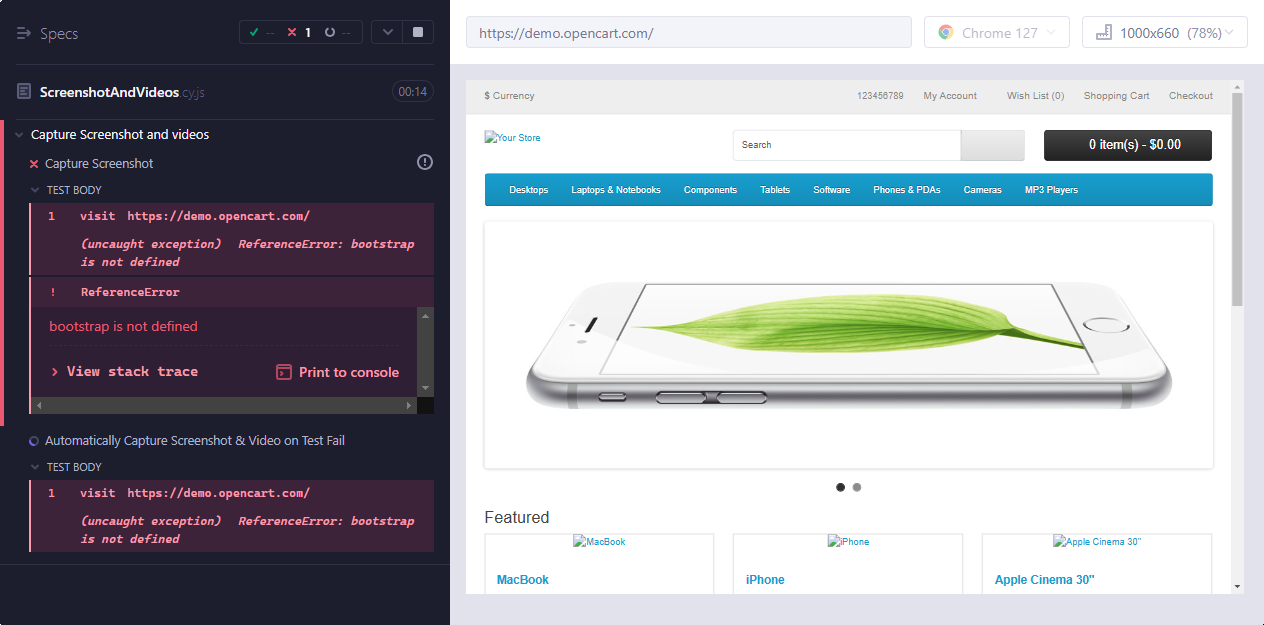 Specs
-- 1 --
ScreenshotAndVideos cy.js
00:14
Capture Screenshot and videos
Capture Screenshot
TEST BODY
1 visit https://demo.opencart.com/
(uncaught exception) ReferenceError: bootstrap
is not defined
! ReferenceError
bootstrap is not defined
View stack trace
Print to console
Automatically Capture Screenshot & Video on Test Fail
TEST BODY
1 visit https://demo.opencart.com/
(uncaught exception) ReferenceError: bootstrap
is not defined
https://demo.opencart.com/
Chrome 127
1000x660 (78%)
$ Currency
123456789
My Account
Wish List (0)
Shopping Cart
Checkout
Your Store
Search
0 item(s) - $0.00
Desktops
Laptops & Notebooks
Components
Tablets
Software
Phones & PDAs
Cameras
MP3 Players
Featured
MacBook
iPhone
Apple Cinema 30"
MacBook
iPhone
Apple Cinema 30"